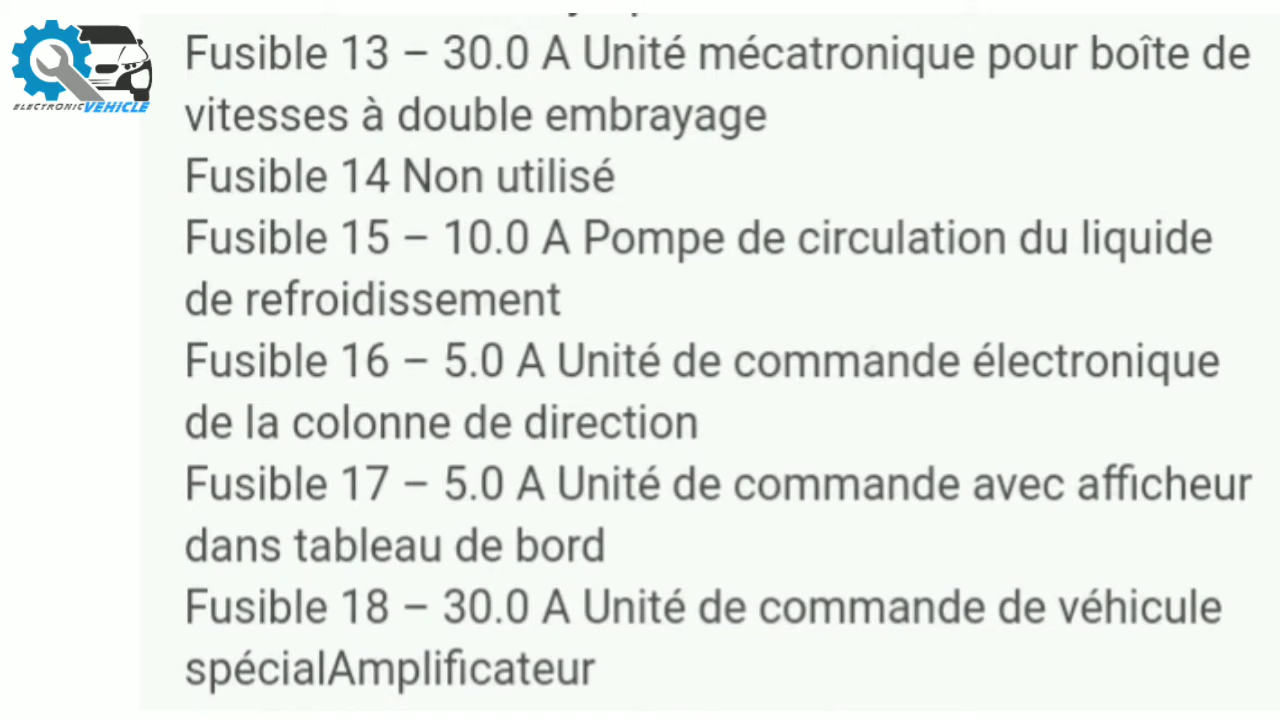 ELECTRONICVEHICLE
Fusible 13 – 30.0 A Unité mécatronique pour boîte de
vitesses à double embrayage
Fusible 14 Non utilisé
Fusible 15 – 10.0 A Pompe de circulation du liquide
de refroidissement
Fusible 16 – 5.0 A Unité de commande électronique
de la colonne de direction
Fusible 17 – 5.0 A Unité de commande avec afficheur
dans tableau de bord
Fusible 18 – 30.0 A Unité de commande de véhicule
spécialAmplificateur